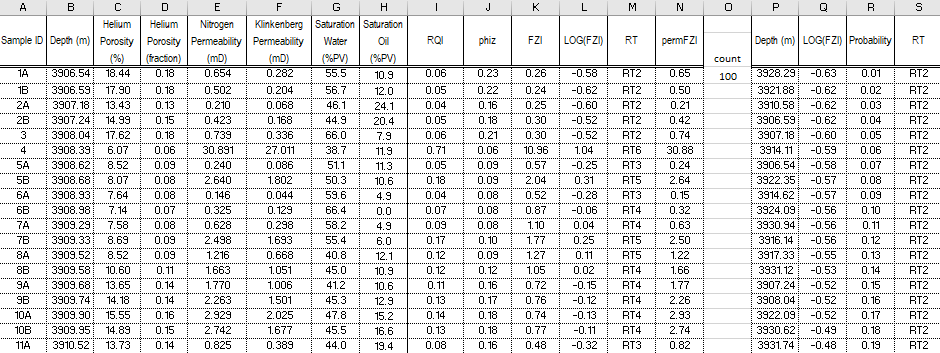 A B C D E F G H I J K L M N O P Q R S
Sample ID Depth (m) Helium Porosity (%) Helium Porosity (fraction) Nitrogen Permeability (mD) Klinkenberg Permeability (mD) Saturation Water (%PV) Saturation Oil (%PV) RQI phiz FZI LOG(FZI) RT permFZI count Depth (m) LOG(FZI) Probability RT
1A 3906.54 18.44 0.18 0.654 0.282 55.5 10.9 0.06 0.23 0.26 -0.58 RT2 0.65 100 3928.29 -0.63 0.01 RT2
1B 3906.59 17.90 0.18 0.502 0.204 56.7 12.0 0.05 0.22 0.24 -0.62 RT2 0.50 3921.88 -0.62 0.02 RT2
2A 3907.18 13.43 0.13 0.210 0.068 46.1 24.1 0.04 0.16 0.25 -0.60 RT2 0.21 3910.58 -0.62 0.03 RT2
2B 3907.24 14.99 0.15 0.423 0.168 44.9 20.4 0.05 0.18 0.30 -0.52 RT2 0.42 3906.59 -0.62 0.04 RT2
3 3908.04 17.62 0.18 0.739 0.336 66.0 7.9 0.06 0.21 0.30 -0.52 RT2 0.74 3907.18 -0.60 0.05 RT2
4 3908.39 6.07 0.06 30.891 27.011 38.7 11.9 0.71 0.06 10.96 1.04 RT6 30.88 3914.11 -0.59 0.06 RT2
5A 3908.62 8.52 0.09 0.240 0.086 51.1 11.3 0.05 0.09 0.57 -0.25 RT3 0.24 3906.54 -0.58 0.07 RT2
5B 3908.68 8.07 0.08 2.640 1.802 50.3 10.6 0.18 0.09 2.04 0.31 RT5 2.64 3922.35 -0.57 0.08 RT2
6A 3908.93 7.64 0.08 0.146 0.044 59.6 4.9 0.04 0.08 0.52 -0.28 RT3 0.15 3914.62 -0.57 0.09 RT2
6B 3908.98 7.14 0.07 0.325 0.129 66.4 0.0 0.07 0.08 0.87 -0.06 RT4 0.32 3924.09 -0.56 0.10 RT2
7A 3909.29 7.58 0.08 0.628 0.298 58.2 4.9 0.09 0.08 1.10 0.04 RT4 0.63 3930.94 -0.56 0.11 RT2
7B 3909.33 8.69 0.09 2.498 1.693 55.4 6.0 0.17 0.10 1.77 0.25 RT5 2.50 3916.14 -0.56 0.12 RT2
8A 3909.52 8.52 0.09 1.216 0.668 40.8 12.1 0.12 0.09 1.27 0.11 RT5 1.22 3917.33 -0.55 0.13 RT2
8B 3909.58 10.60 0.11 1.663 1.051 45.0 10.9 0.12 0.12 1.05 0.02 RT4 1.66 3931.12 -0.53 0.14 RT2
9A 3909.68 13.65 0.14 1.770 1.006 41.2 10.6 0.11 0.16 0.72 -0.15 RT4 1.77 3907.24 -0.52 0.15 RT2
9B 3909.74 14.18 0.14 2.263 1.501 45.3 12.9 0.13 0.17 0.76 -0.12 RT4 2.26 3908.04 -0.52 0.16 RT2
10A 3909.90 15.55 0.16 2.929 2.025 47.8 15.2 0.14 0.18 0.74 -0.13 RT4 2.93 3922.09 -0.52 0.17 RT2
10B 3909.95 14.89 0.15 2.742 1.677 45.5 16.6 0.13 0.18 0.77 -0.11 RT4 2.74 3930.62 -0.49 0.18 RT2
11A 3910.52 13.73 0.14 0.825 0.389 44.0 19.4 0.08 0.16 0.48 -0.32 RT3 0.82 3931.74 -0.48 0.19 RT2